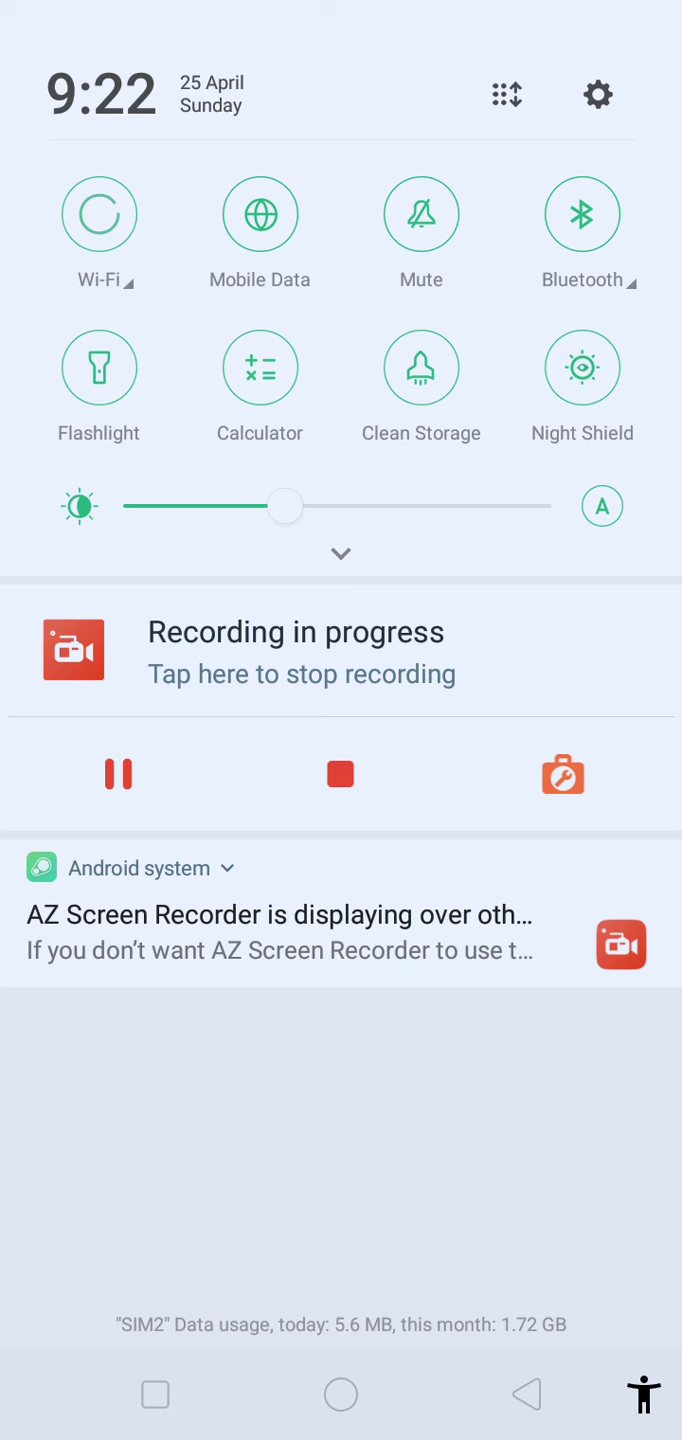 9:22
25 April
Sunday
Wi-Fi
Mobile Data
Mute
Bluetooth
Flashlight
Calculator
Clean Storage
Night Shield
A
Recording in progress
Tap here to stop recording
Android system
AZ Screen Recorder is displaying over oth…
If you don’t want AZ Screen Recorder to use t…
"SIM2" Data usage, today: 5.6 MB, this month: 1.72 GB